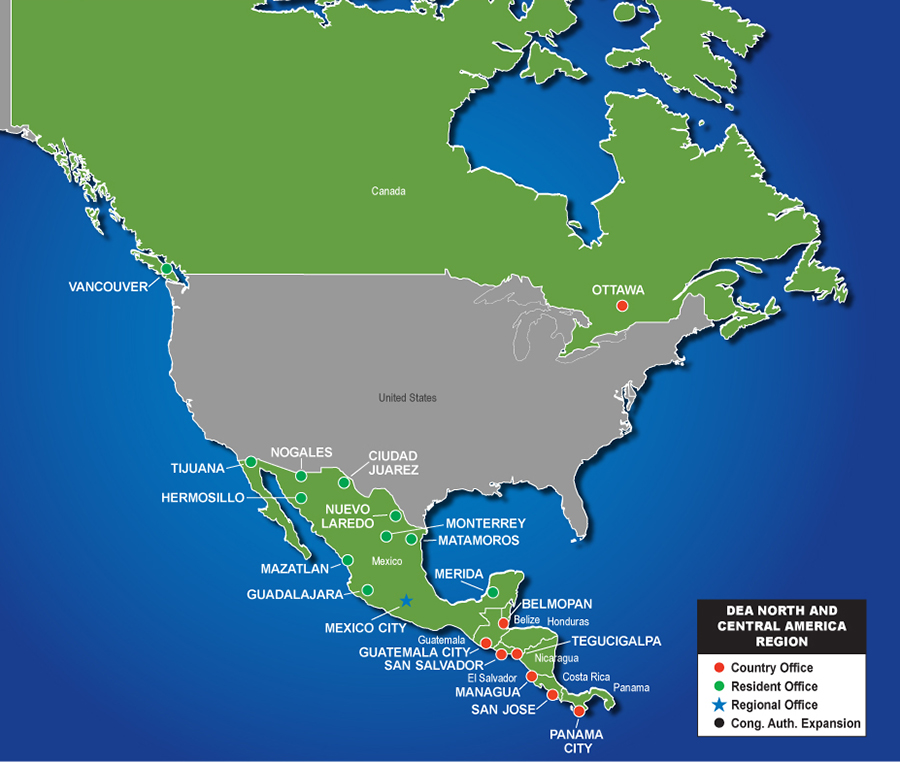 Canada
VANCOUVER
OTTAWA
United States
NOGALES
CIUDAD
JUAREZ
TIJUANA
HERMOSILLO
NUEVO
LAREDO
MONTERREY
MATAMOROS
Mexico
MAZATLAN
MERIDA
GUADALAJARA
BELMOPAN
MEXICO CITY
Belize
Honduras
Guatemala
TEGUCIGALPA
GUATEMALA CITY
Nicaragua
SAN SALVADOR
El Salvador
Costa Rica
MANAGUA
Panama
SAN JOSE
PANAMA
CITY
DEA NORTH AND
CENTRAL AMERICA
REGION
Country Office
Resident Office
Regional Office
Cong. Auth. Expansion